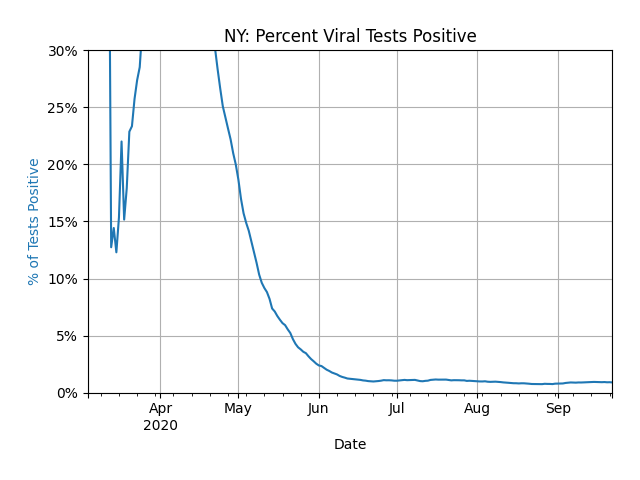 NY: Percent Viral Tests Positive
30%
25%
20%
15%
10%
5%
0%
% of Tests Positive
Apr May Jun Jul Aug Sep
2020
Date